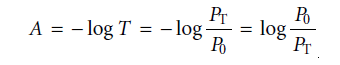 A = − log T = − log P_T / P_0 = log P_0 / P_T .